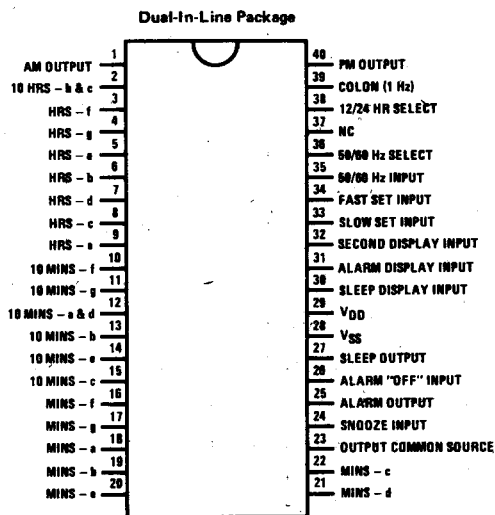 Dual-In-Line Package
AM OUTPUT 1
10 HRS – b & c 2
HRS – f 3
HRS – g 4
HRS – a 5
HRS – b 6
HRS – d 7
HRS – c 8
HRS – e 9
10 MINS – f 10
10 MINS – g 11
10 MINS – a & d 12
10 MINS – b 13
10 MINS – e 14
10 MINS – c 15
MINS – f 16
MINS – g 17
MINS – a 18
MINS – b 19
MINS – e 20
40 PM OUTPUT
39 COLON (1 Hz)
38 12/24 HR SELECT
37 NC
36 50/60 Hz SELECT
35 50/60 Hz INPUT
34 FAST SET INPUT
33 SLOW SET INPUT
32 SECOND DISPLAY INPUT
31 ALARM DISPLAY INPUT
30 SLEEP DISPLAY INPUT
29 VDD
28 VSS
27 SLEEP OUTPUT
26 ALARM "OFF" INPUT
25 ALARM OUTPUT
24 SNOOZE INPUT
23 OUTPUT COMMON SOURCE
22 MINS – c
21 MINS – d